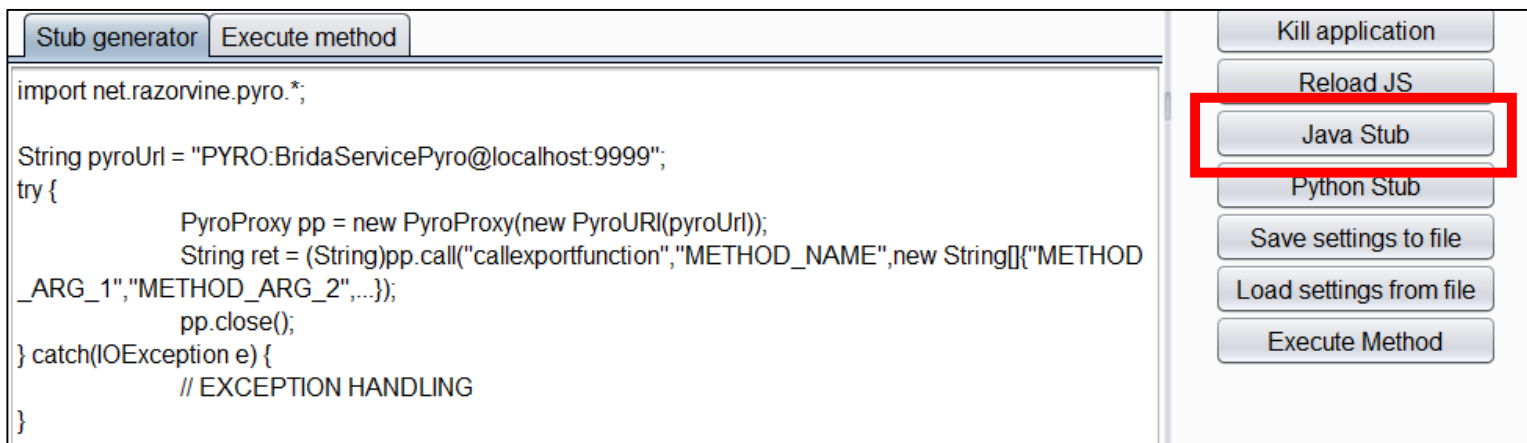 Stub generator
Execute method
import net.razorvine.pyro.*;
String pyroUrl = "PYRO:BridaServicePyro@localhost:9999";
try {
PyroProxy pp = new PyroProxy(new PyroURI(pyroUrl));
String ret = (String)pp.call("callexportfunction","METHOD_NAME",new String[]{"METHOD
_ARG_1","METHOD_ARG_2",...});
pp.close();
} catch(IOException e) {
// EXCEPTION HANDLING
}
Kill application
Reload JS
Java Stub
Python Stub
Save settings to file
Load settings from file
Execute Method